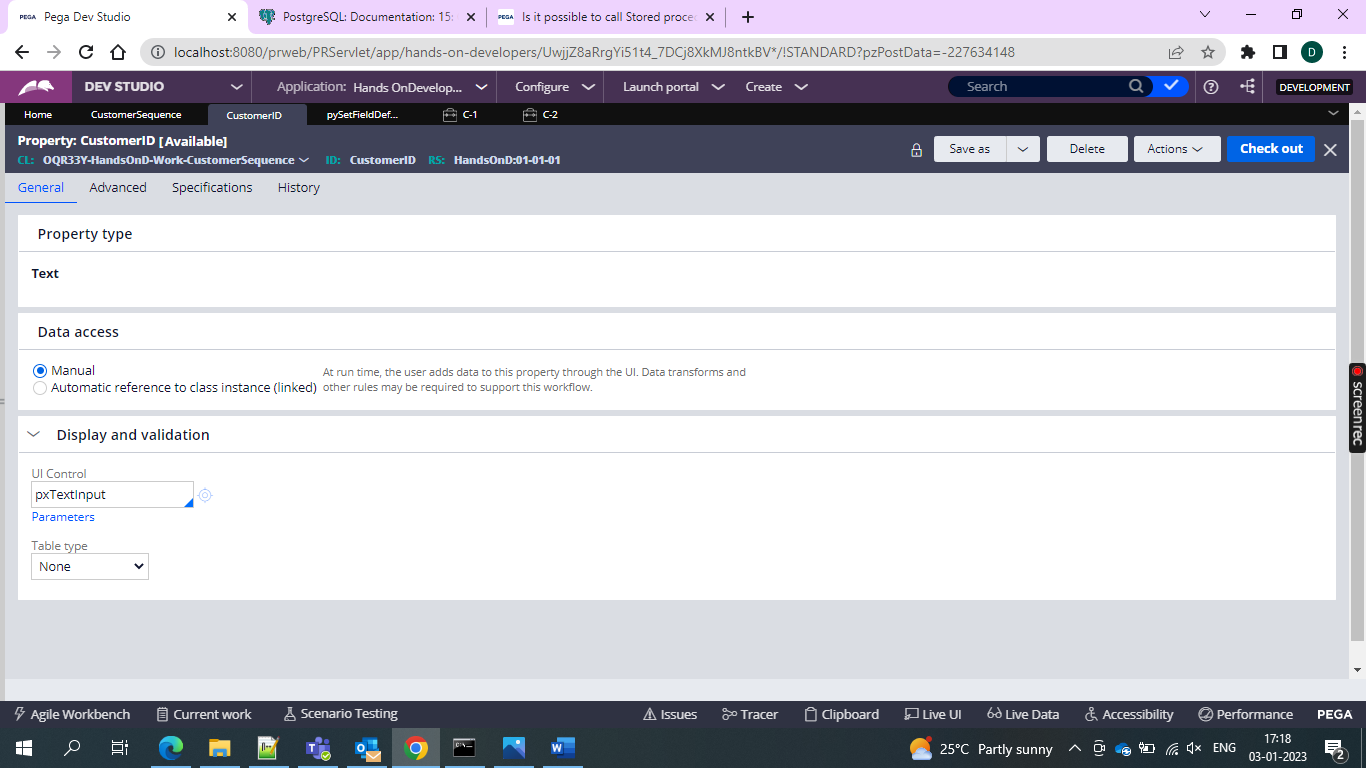 PEGA Pega Dev Studio
PostgreSQL: Documentation: 15:
PEGA Is it possible to call Stored proce
localhost:8080/prweb/PRServlet/app/hands-on-developers/UwjjZ8aRrgYi51t4_7DCj8XkMJ8ntkBV*/!STANDARD?pzPostData=-227634148
D
DEV STUDIO
Application: Hands OnDevelop...
Configure
Launch portal
Create
Search
DEVELOPMENT
Home
CustomerSequence
CustomerID
pySetFieldDef...
C-1
C-2
Property: CustomerID [Available]
CL: OQR33Y-HandsOnD-Work-CustomerSequence ID: CustomerID RS: HandsOnD:01-01-01
Save as
Delete
Actions
Check out
General
Advanced
Specifications
History
Property type
Text
Data access
Manual
Automatic reference to class instance (linked)
At run time, the user adds data to this property through the UI. Data transforms and
other rules may be required to support this workflow.
Display and validation
UI Control
pxTextInput
Parameters
Table type
None
screenrec
Agile Workbench
Current work
Scenario Testing
Issues
Tracer
Clipboard
Live UI
Live Data
Accessibility
Performance
PEGA
25°C Partly sunny
ENG
17:18
03-01-2023
2